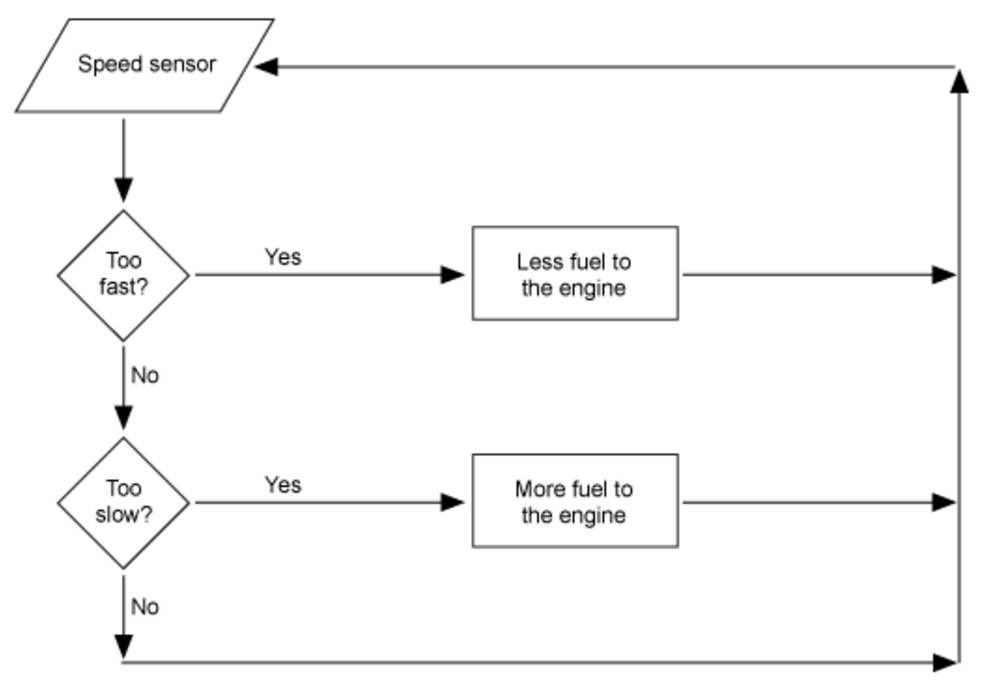 Speed sensor
Too
fast?
Yes
Less fuel to
the engine
No
Too
slow?
Yes
More fuel to
the engine
No